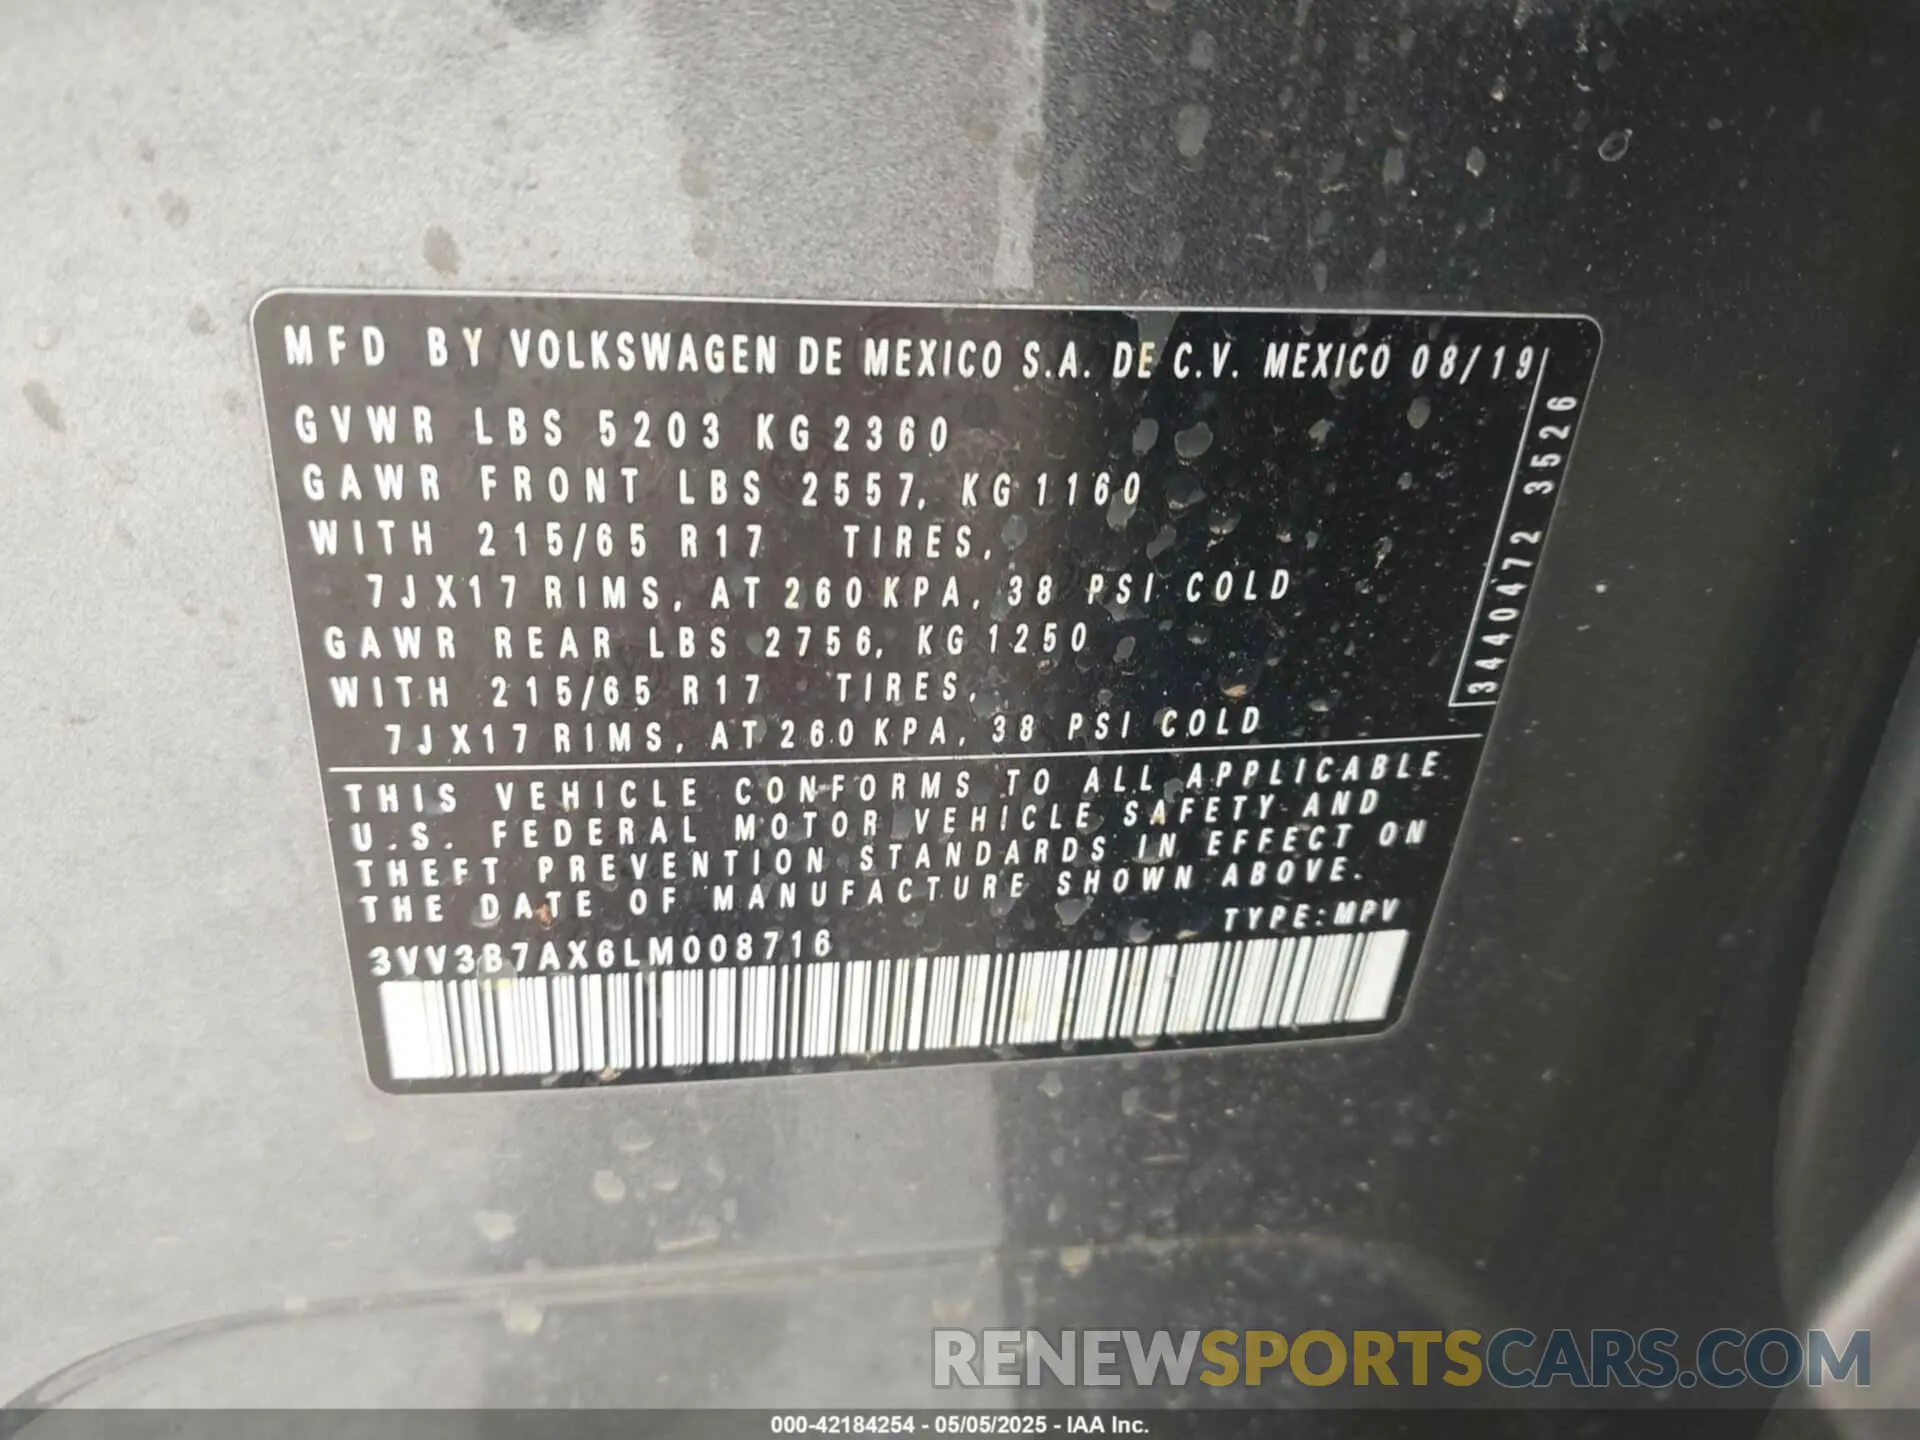 MFD BY VOLKSWAGEN DE MEXICO S.A. DE C.V. MEXICO 08/19
GVWR LBS 5203 KG 2360
GAWR FRONT LBS 2557, KG 1160
WITH 215/65 R17 TIRES,
7JX17 RIMS, AT 260 KPA, 38 PSI COLD
GAWR REAR LBS 2756, KG 1250
WITH 215/65 R17 TIRES,
7JX17 RIMS, AT 260 KPA, 38 PSI COLD
3440472 3526
THIS VEHICLE CONFORMS TO ALL APPLICABLE
U.S. FEDERAL MOTOR VEHICLE SAFETY AND
THEFT PREVENTION STANDARDS IN EFFECT ON
THE DATE OF MANUFACTURE SHOWN ABOVE.
TYPE:MPV
3VV3B7AX6LM008716
RENEWSPORTSCARS.COM
000-42184254 - 05/05/2025 - IAA Inc.